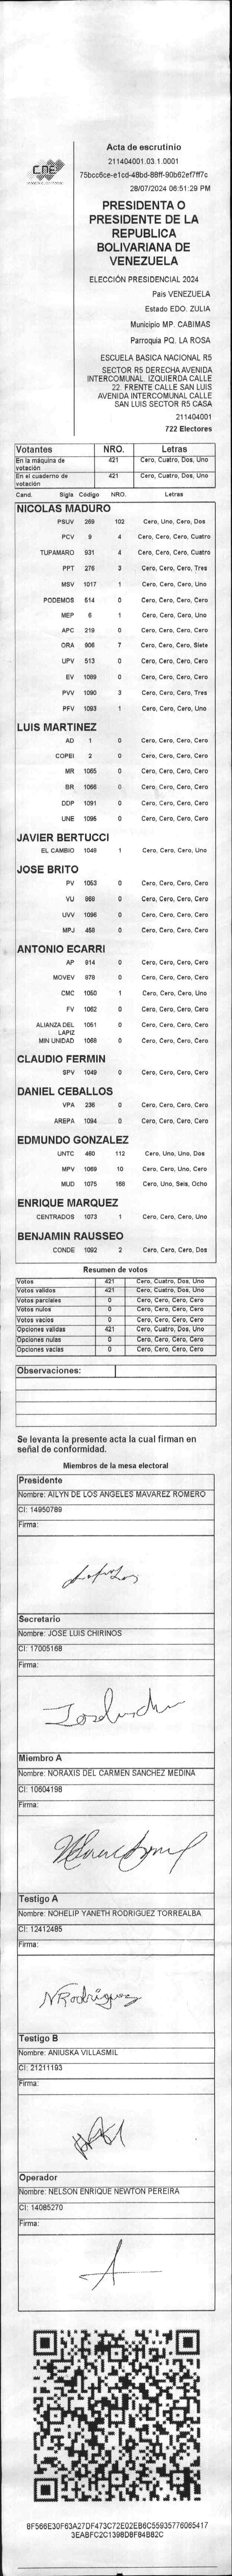 CNE
Acta de escrutinio
211404001.03.1.0001
75bcc6ce-e1cd-48bd-88ff-90b62ef7ff7c
28/07/2024 06:51:29 PM
PRESIDENTA O
PRESIDENTE DE LA
REPUBLICA
BOLIVARIANA DE
VENEZUELA
ELECCIÓN PRESIDENCIAL 2024
Pais VENEZUELA
Estado EDO. ZULIA
Municipio MP. CABIMAS
Parroquia PQ. LA ROSA
ESCUELA BASICA NACIONAL R5
SECTOR R5 DERECHA AVENIDA
INTERCOMUNAL. IZQUIERDA CALLE
22. FRENTE CALLE SAN LUIS
AVENIDA INTERCOMUNAL CALLE
SAN LUIS SECTOR R5 CASA
211404001
722 Electores
Votantes NRO. Letras
En la máquina de votación 421 Cero, Cuatro, Dos, Uno
En el cuaderno de votación 421 Cero, Cuatro, Dos, Uno
Cand. Sigla Código NRO. Letras
NICOLAS MADURO
PSUV 269 102 Cero, Uno, Cero, Dos
PCV 9 4 Cero, Cero, Cero, Cuatro
TUPAMARO 931 4 Cero, Cero, Cero, Cuatro
PPT 276 3 Cero, Cero, Cero, Tres
MSV 1017 1 Cero, Cero, Cero, Uno
PODEMOS 514 0 Cero, Cero, Cero, Cero
MEP 6 1 Cero, Cero, Cero, Uno
APC 219 0 Cero, Cero, Cero, Cero
ORA 906 7 Cero, Cero, Cero, Siete
UPV 513 0 Cero, Cero, Cero, Cero
EV 1089 0 Cero, Cero, Cero, Cero
PVV 1090 3 Cero, Cero, Cero, Tres
PFV 1093 1 Cero, Cero, Cero, Uno
LUIS MARTINEZ
AD 1 0 Cero, Cero, Cero, Cero
COPEI 2 0 Cero, Cero, Cero, Cero
MR 1065 0 Cero, Cero, Cero, Cero
BR 1066 0 Cero, Cero, Cero, Cero
DDP 1091 0 Cero, Cero, Cero, Cero
UNE 1095 0 Cero, Cero, Cero, Cero
JAVIER BERTUCCI
EL CAMBIO 1048 1 Cero, Cero, Cero, Uno
JOSE BRITO
PV 1053 0 Cero, Cero, Cero, Cero
VU 868 0 Cero, Cero, Cero, Cero
UVV 1096 0 Cero, Cero, Cero, Cero
MPJ 458 0 Cero, Cero, Cero, Cero
ANTONIO ECARRI
AP 914 0 Cero, Cero, Cero, Cero
MOVEV 978 0 Cero, Cero, Cero, Cero
CMC 1050 1 Cero, Cero, Cero, Uno
FV 1062 0 Cero, Cero, Cero, Cero
ALIANZA DEL LAPIZ 1051 0 Cero, Cero, Cero, Cero
MIN UNIDAD 1068 0 Cero, Cero, Cero, Cero
CLAUDIO FERMIN
SPV 1049 0 Cero, Cero, Cero, Cero
DANIEL CEBALLOS
VPA 236 0 Cero, Cero, Cero, Cero
AREPA 1094 0 Cero, Cero, Cero, Cero
EDMUNDO GONZALEZ
UNTC 460 112 Cero, Uno, Uno, Dos
MPV 1069 10 Cero, Cero, Uno, Cero
MUD 1075 168 Cero, Uno, Seis, Ocho
ENRIQUE MARQUEZ
CENTRADOS 1073 1 Cero, Cero, Cero, Uno
BENJAMIN RAUSSEO
CONDE 1092 2 Cero, Cero, Cero, Dos
Resumen de votos
Votos 421 Cero, Cuatro, Dos, Uno
Votos validos 421 Cero, Cuatro, Dos, Uno
Votos parciales 0 Cero, Cero, Cero, Cero
Votos nulos 0 Cero, Cero, Cero, Cero
Votos vacios 0 Cero, Cero, Cero, Cero
Opciones validas 421 Cero, Cuatro, Dos, Uno
Opciones nulas 0 Cero, Cero, Cero, Cero
Opciones vacias 0 Cero, Cero, Cero, Cero
Observaciones:
Se levanta la presente acta la cual firman en
señal de conformidad.
Miembros de la mesa electoral
Presidente
Nombre: AILYN DE LOS ANGELES MAVAREZ ROMERO
CI: 14950789
Firma:
Secretario
Nombre: JOSE LUIS CHIRINOS
CI: 17005168
Firma:
Miembro A
Nombre: NORAXIS DEL CARMEN SANCHEZ MEDINA
CI: 10604198
Firma:
Testigo A
Nombre: NOHELIP YANETH RODRIGUEZ TORREALBA
CI: 12412485
Firma:
NRodríguez
Testigo B
Nombre: ANIUSKA VILLASMIL
CI: 21211193
Firma:
Operador
Nombre: NELSON ENRIQUE NEWTON PEREIRA
CI: 14085270
Firma:
8F566E30F63A27DF473C72E02EB6C55935776065417
3EABFC2C1398D8F84B82C